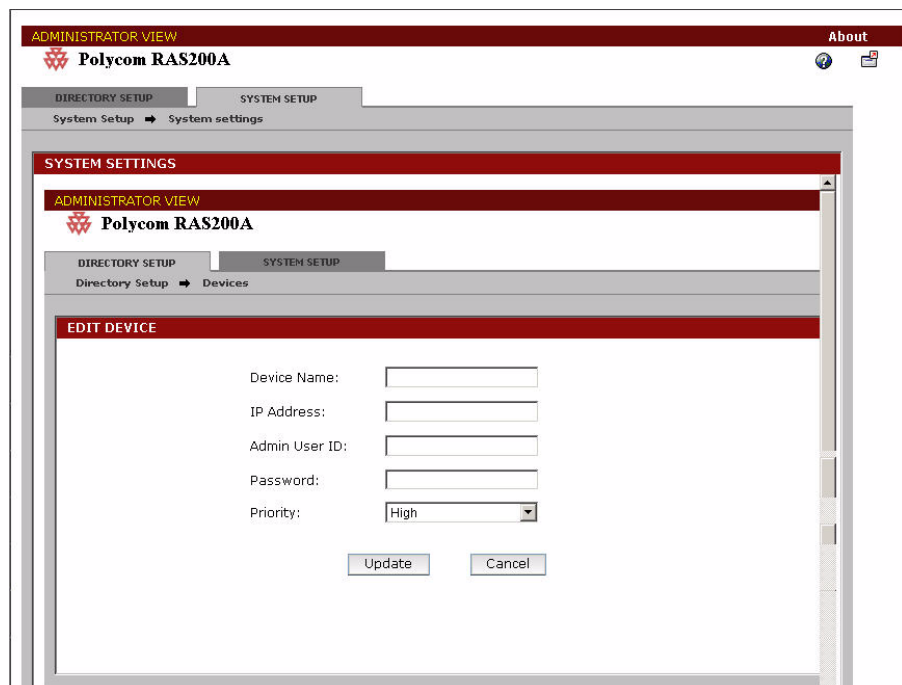 ADMINISTRATOR VIEW About
Polycom RAS200A
DIRECTORY SETUP SYSTEM SETUP
System Setup ➡ System settings
SYSTEM SETTINGS
ADMINISTRATOR VIEW
Polycom RAS200A
DIRECTORY SETUP SYSTEM SETUP
Directory Setup ➡ Devices
EDIT DEVICE
Device Name:
IP Address:
Admin User ID:
Password:
Priority: High
Update Cancel